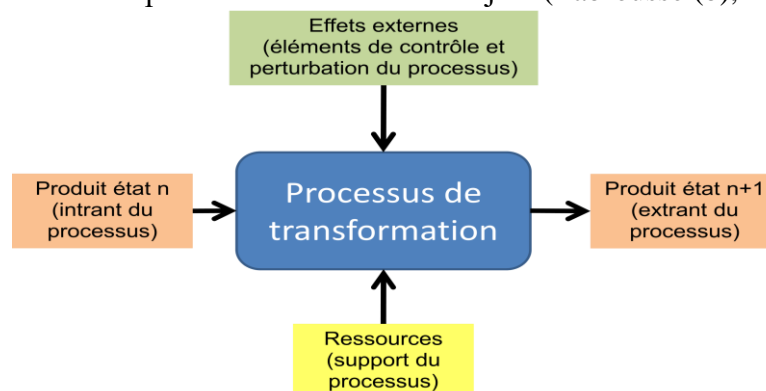 Effets externes
(éléments de contrôle et
perturbation du processus)
Produit état n
(intrant du
processus)
Processus de
transformation
Produit état n+1
(extrant du
processus)
Ressources
(support du
processus)